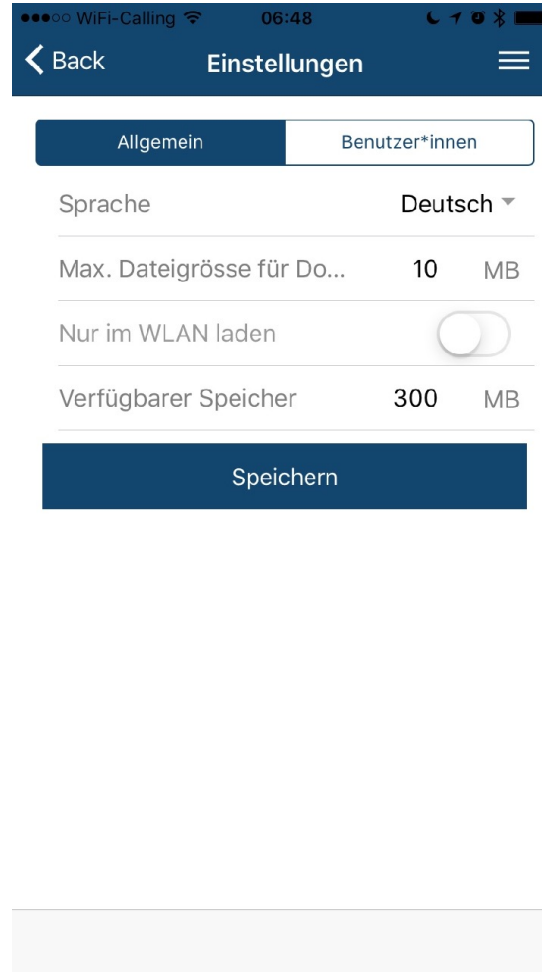 WiFi-Calling 06:48
Back Einstellungen
Allgemein Benutzer*innen
Sprache Deutsch
Max. Dateigrösse für Do... 10 MB
Nur im WLAN laden
Verfügbarer Speicher 300 MB
Speichern